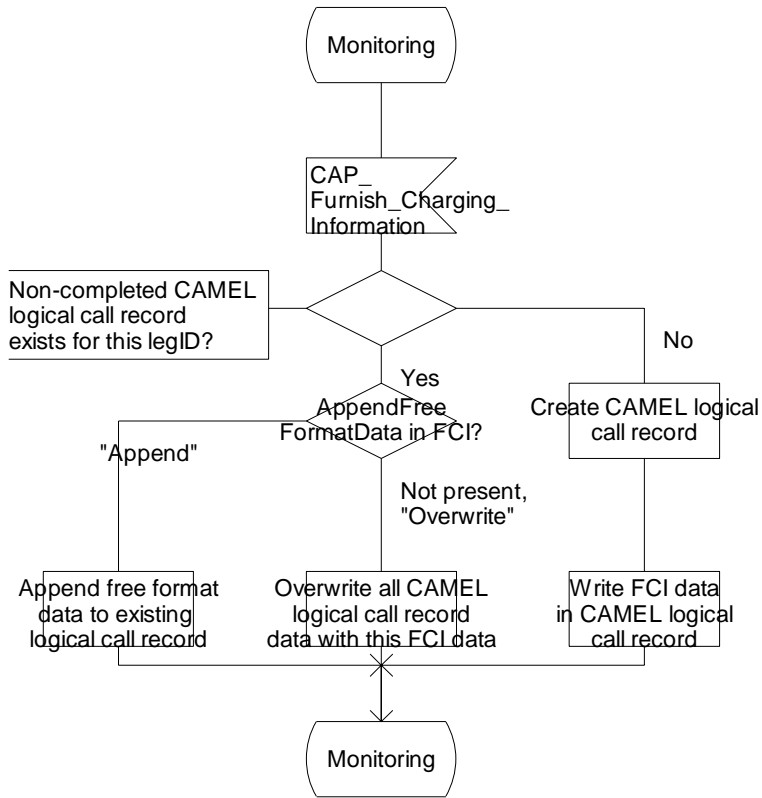 Monitoring
CAP_
Furnish_Charging_
Information
Non-completed CAMEL
logical call record
exists for this legID?
No
Yes
AppendFree
FormatData in FCI?
Create CAMEL logical
call record
"Append"
Not present,
"Overwrite"
Append free format
data to existing
logical call record
Overwrite all CAMEL
logical call record
data with this FCI data
Write FCI data
in CAMEL logical
call record
Monitoring